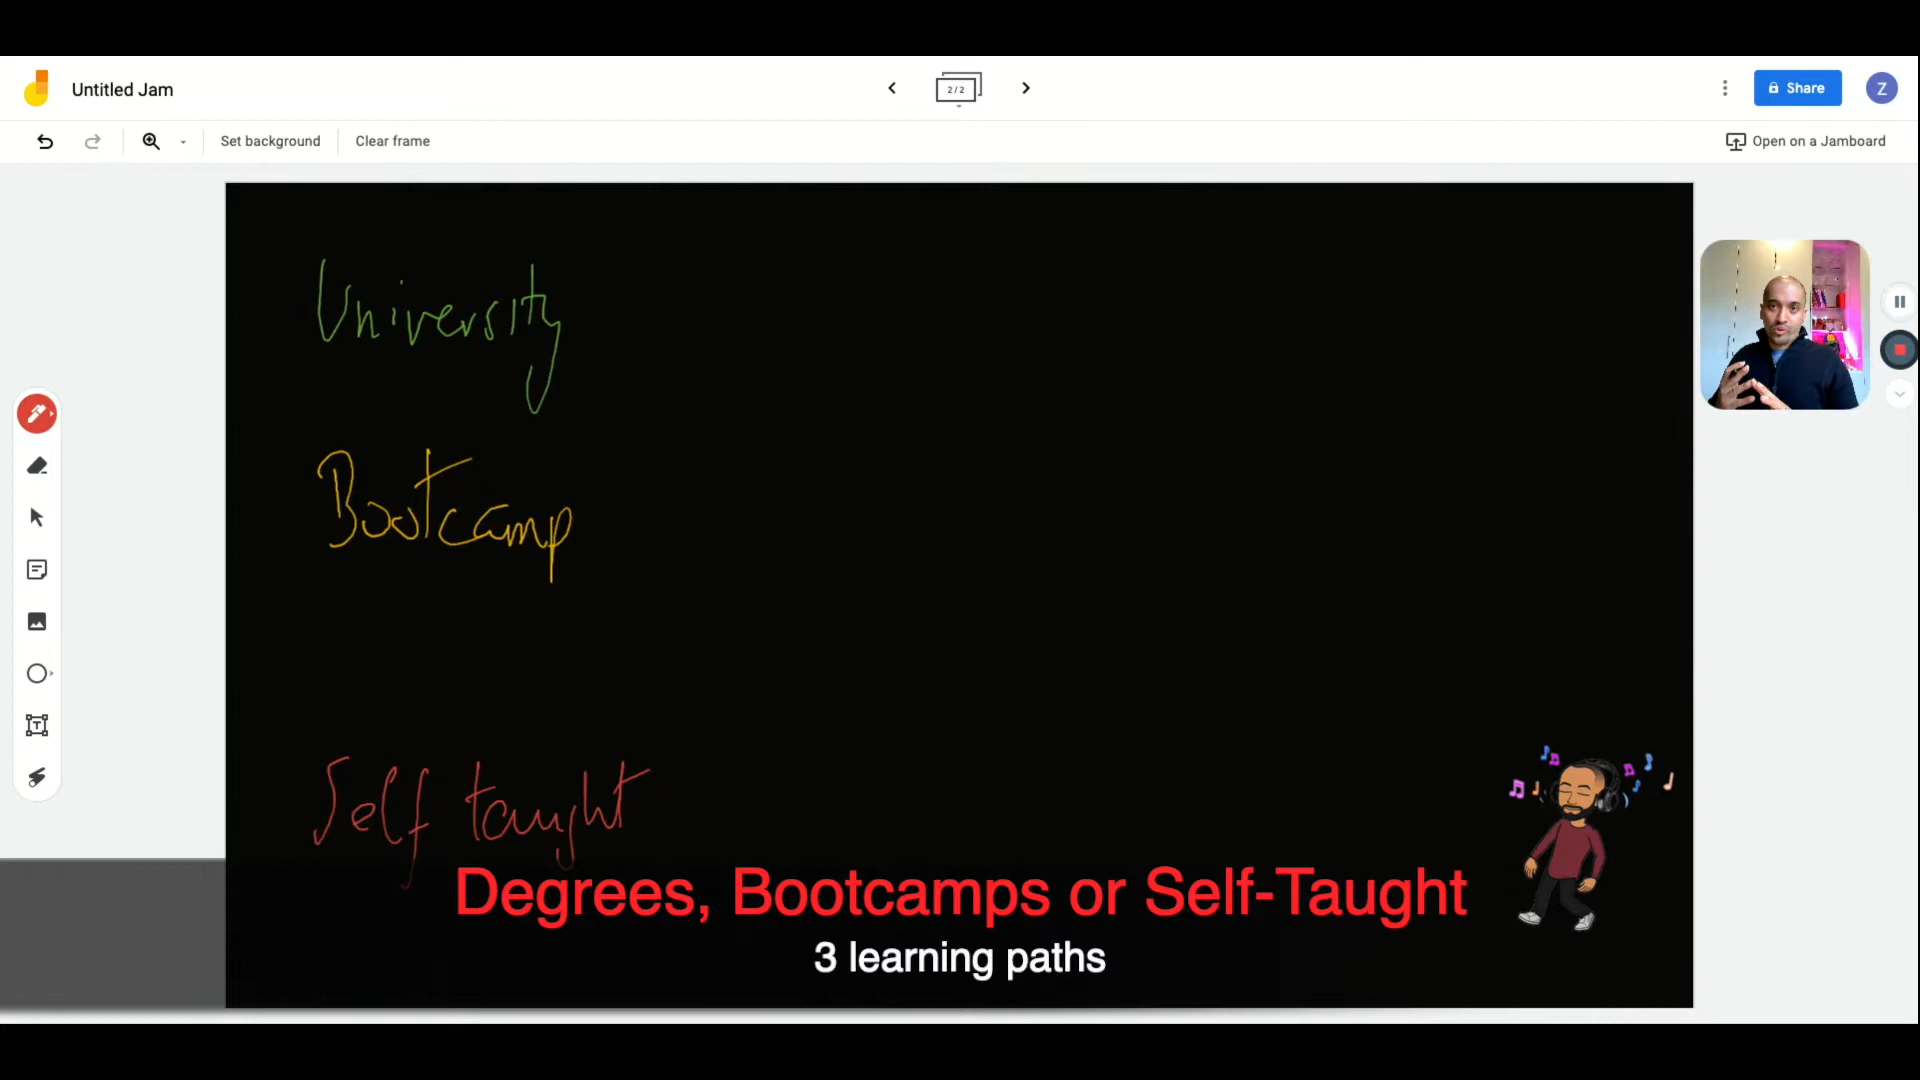 Untitled Jam
2/2
Share
Z
Set background
Clear frame
Open on a Jamboard
University
Bootcamp
Self taught
Degrees, Bootcamps or Self-Taught
3 learning paths